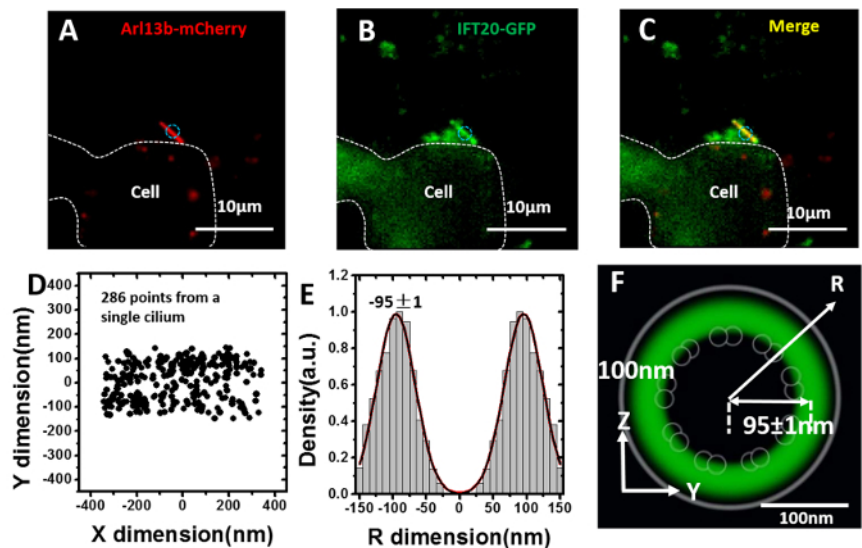 A
Arl13b-mCherry
Cell
10µm
B
IFT20-GFP
Cell
10µm
C
Merge
Cell
10µm
D
286 points from a
single cilium
400
300
200
100
0
-100
-200
-300
-400
Y dimension(nm)
-400 -200 0 200 400
X dimension(nm)
E
-95 ±1
1.2
1.0
0.8
0.6
0.4
0.2
0.0
Density(a.u.)
-150 -100 -50 0 50 100 150
R dimension(nm)
F
R
100nm
95±1nm
Z
Y
100nm